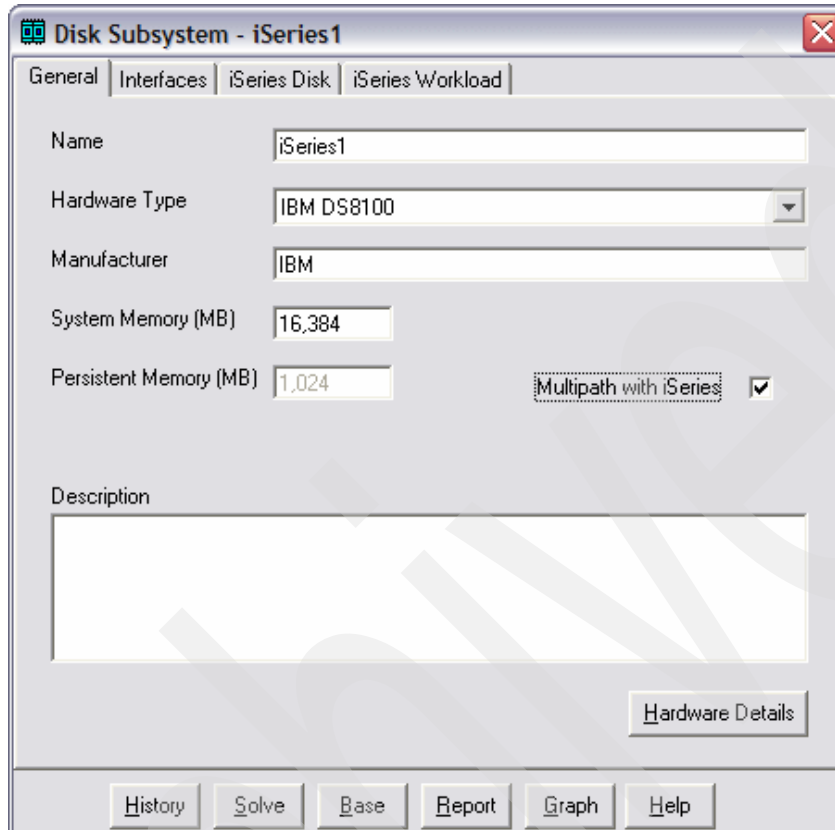 Disk Subsystem - iSeries1
General Interfaces iSeries Disk iSeries Workload
Name iSeries1
Hardware Type IBM DS8100
Manufacturer IBM
System Memory (MB) 16,384
Persistent Memory (MB) 1,024 Multipath with iSeries
Description
Hardware Details
History Solve Base Report Graph Help